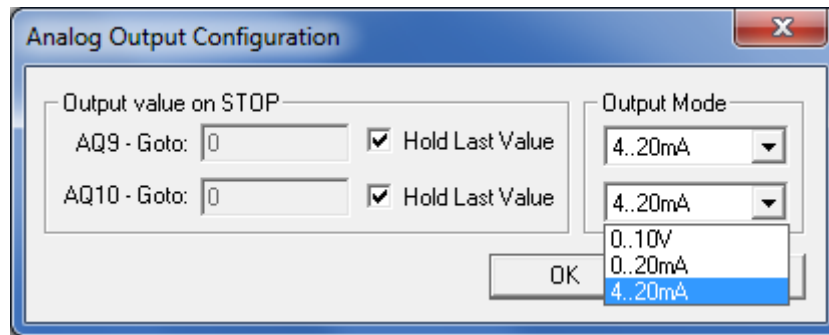 Analog Output Configuration
Output value on STOP
Output Mode
AQ9 - Goto: 0 Hold Last Value 4..20mA
AQ10 - Goto: 0 Hold Last Value 4..20mA
0..10V
0..20mA
4..20mA
OK